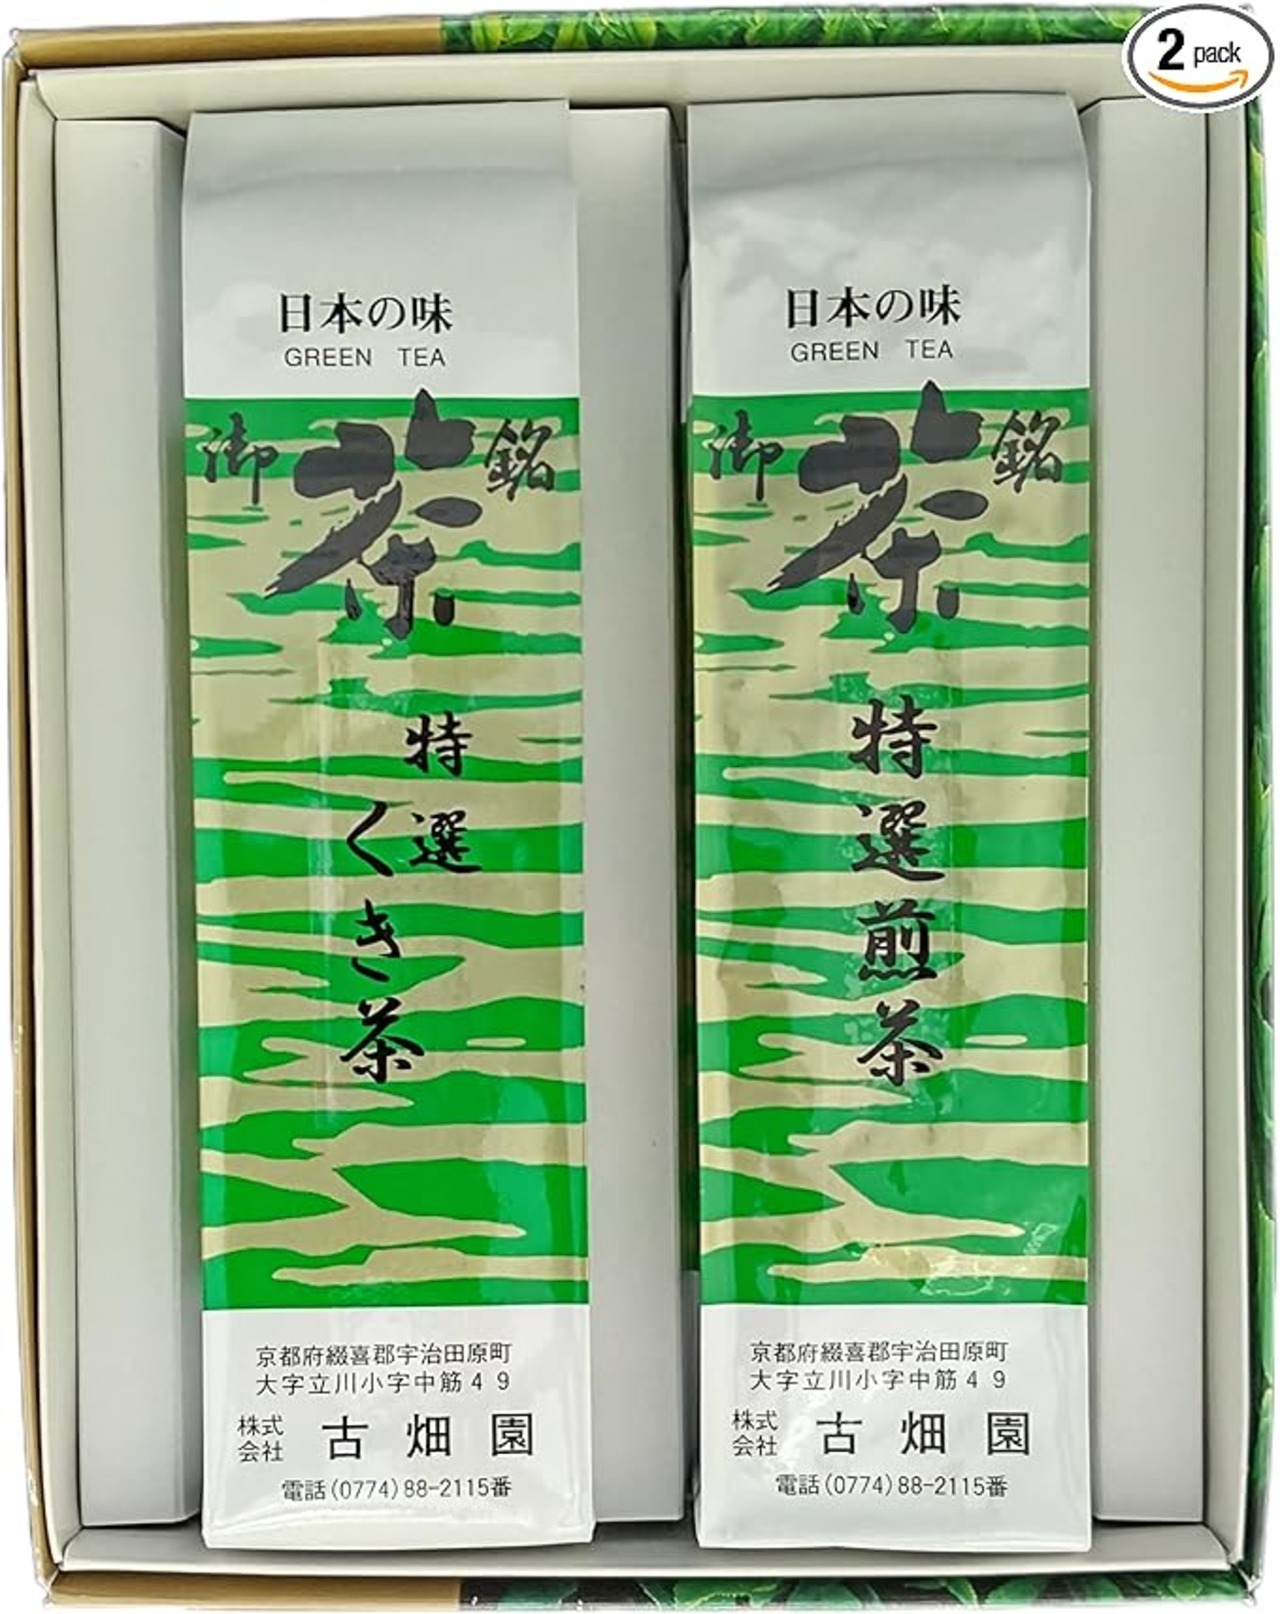 2 pack
日本の味
GREEN TEA
御銘茶
特選
くき茶
京都府綴喜郡宇治田原町
大字立川小字中筋49
株式会社 古畑園
電話(0774)88-2115番
日本の味
GREEN TEA
御銘茶
特選煎茶
京都府綴喜郡宇治田原町
大字立川小字中筋49
株式会社 古畑園
電話(0774)88-2115番